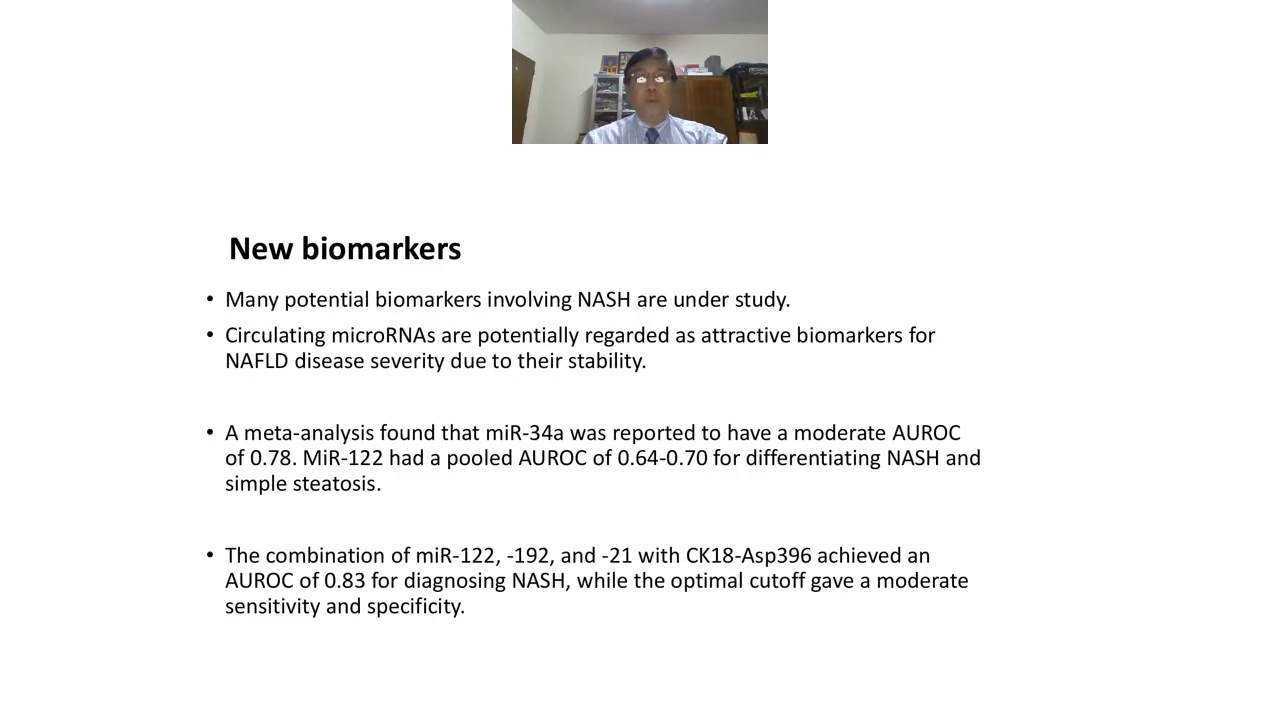 New biomarkers
• Many potential biomarkers involving NASH are under study.
• Circulating microRNAs are potentially regarded as attractive biomarkers for
NAFLD disease severity due to their stability.
• A meta-analysis found that miR-34a was reported to have a moderate AUROC
of 0.78. MiR-122 had a pooled AUROC of 0.64-0.70 for differentiating NASH and
simple steatosis.
• The combination of miR-122, -192, and -21 with CK18-Asp396 achieved an
AUROC of 0.83 for diagnosing NASH, while the optimal cutoff gave a moderate
sensitivity and specificity.